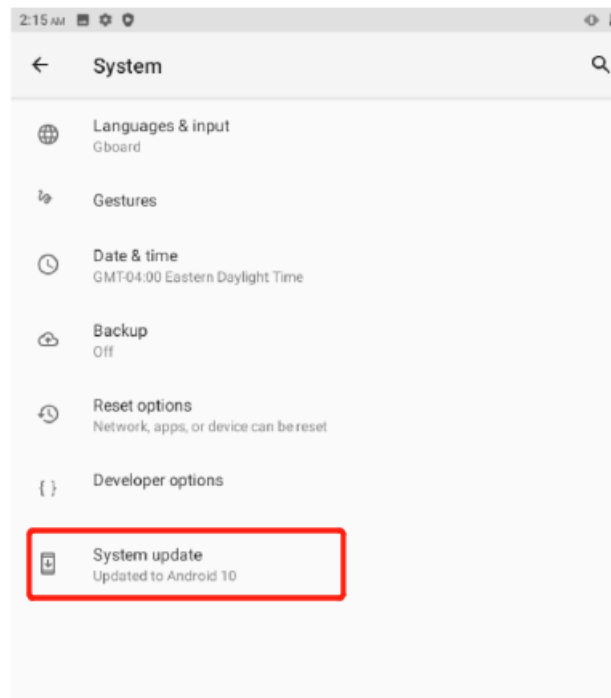 2:15 AM
System
Languages & input
Gboard
Gestures
Date & time
GMT-04:00 Eastern Daylight Time
Backup
Off
Reset options
Network, apps, or device can be reset
{ } Developer options
System update
Updated to Android 10